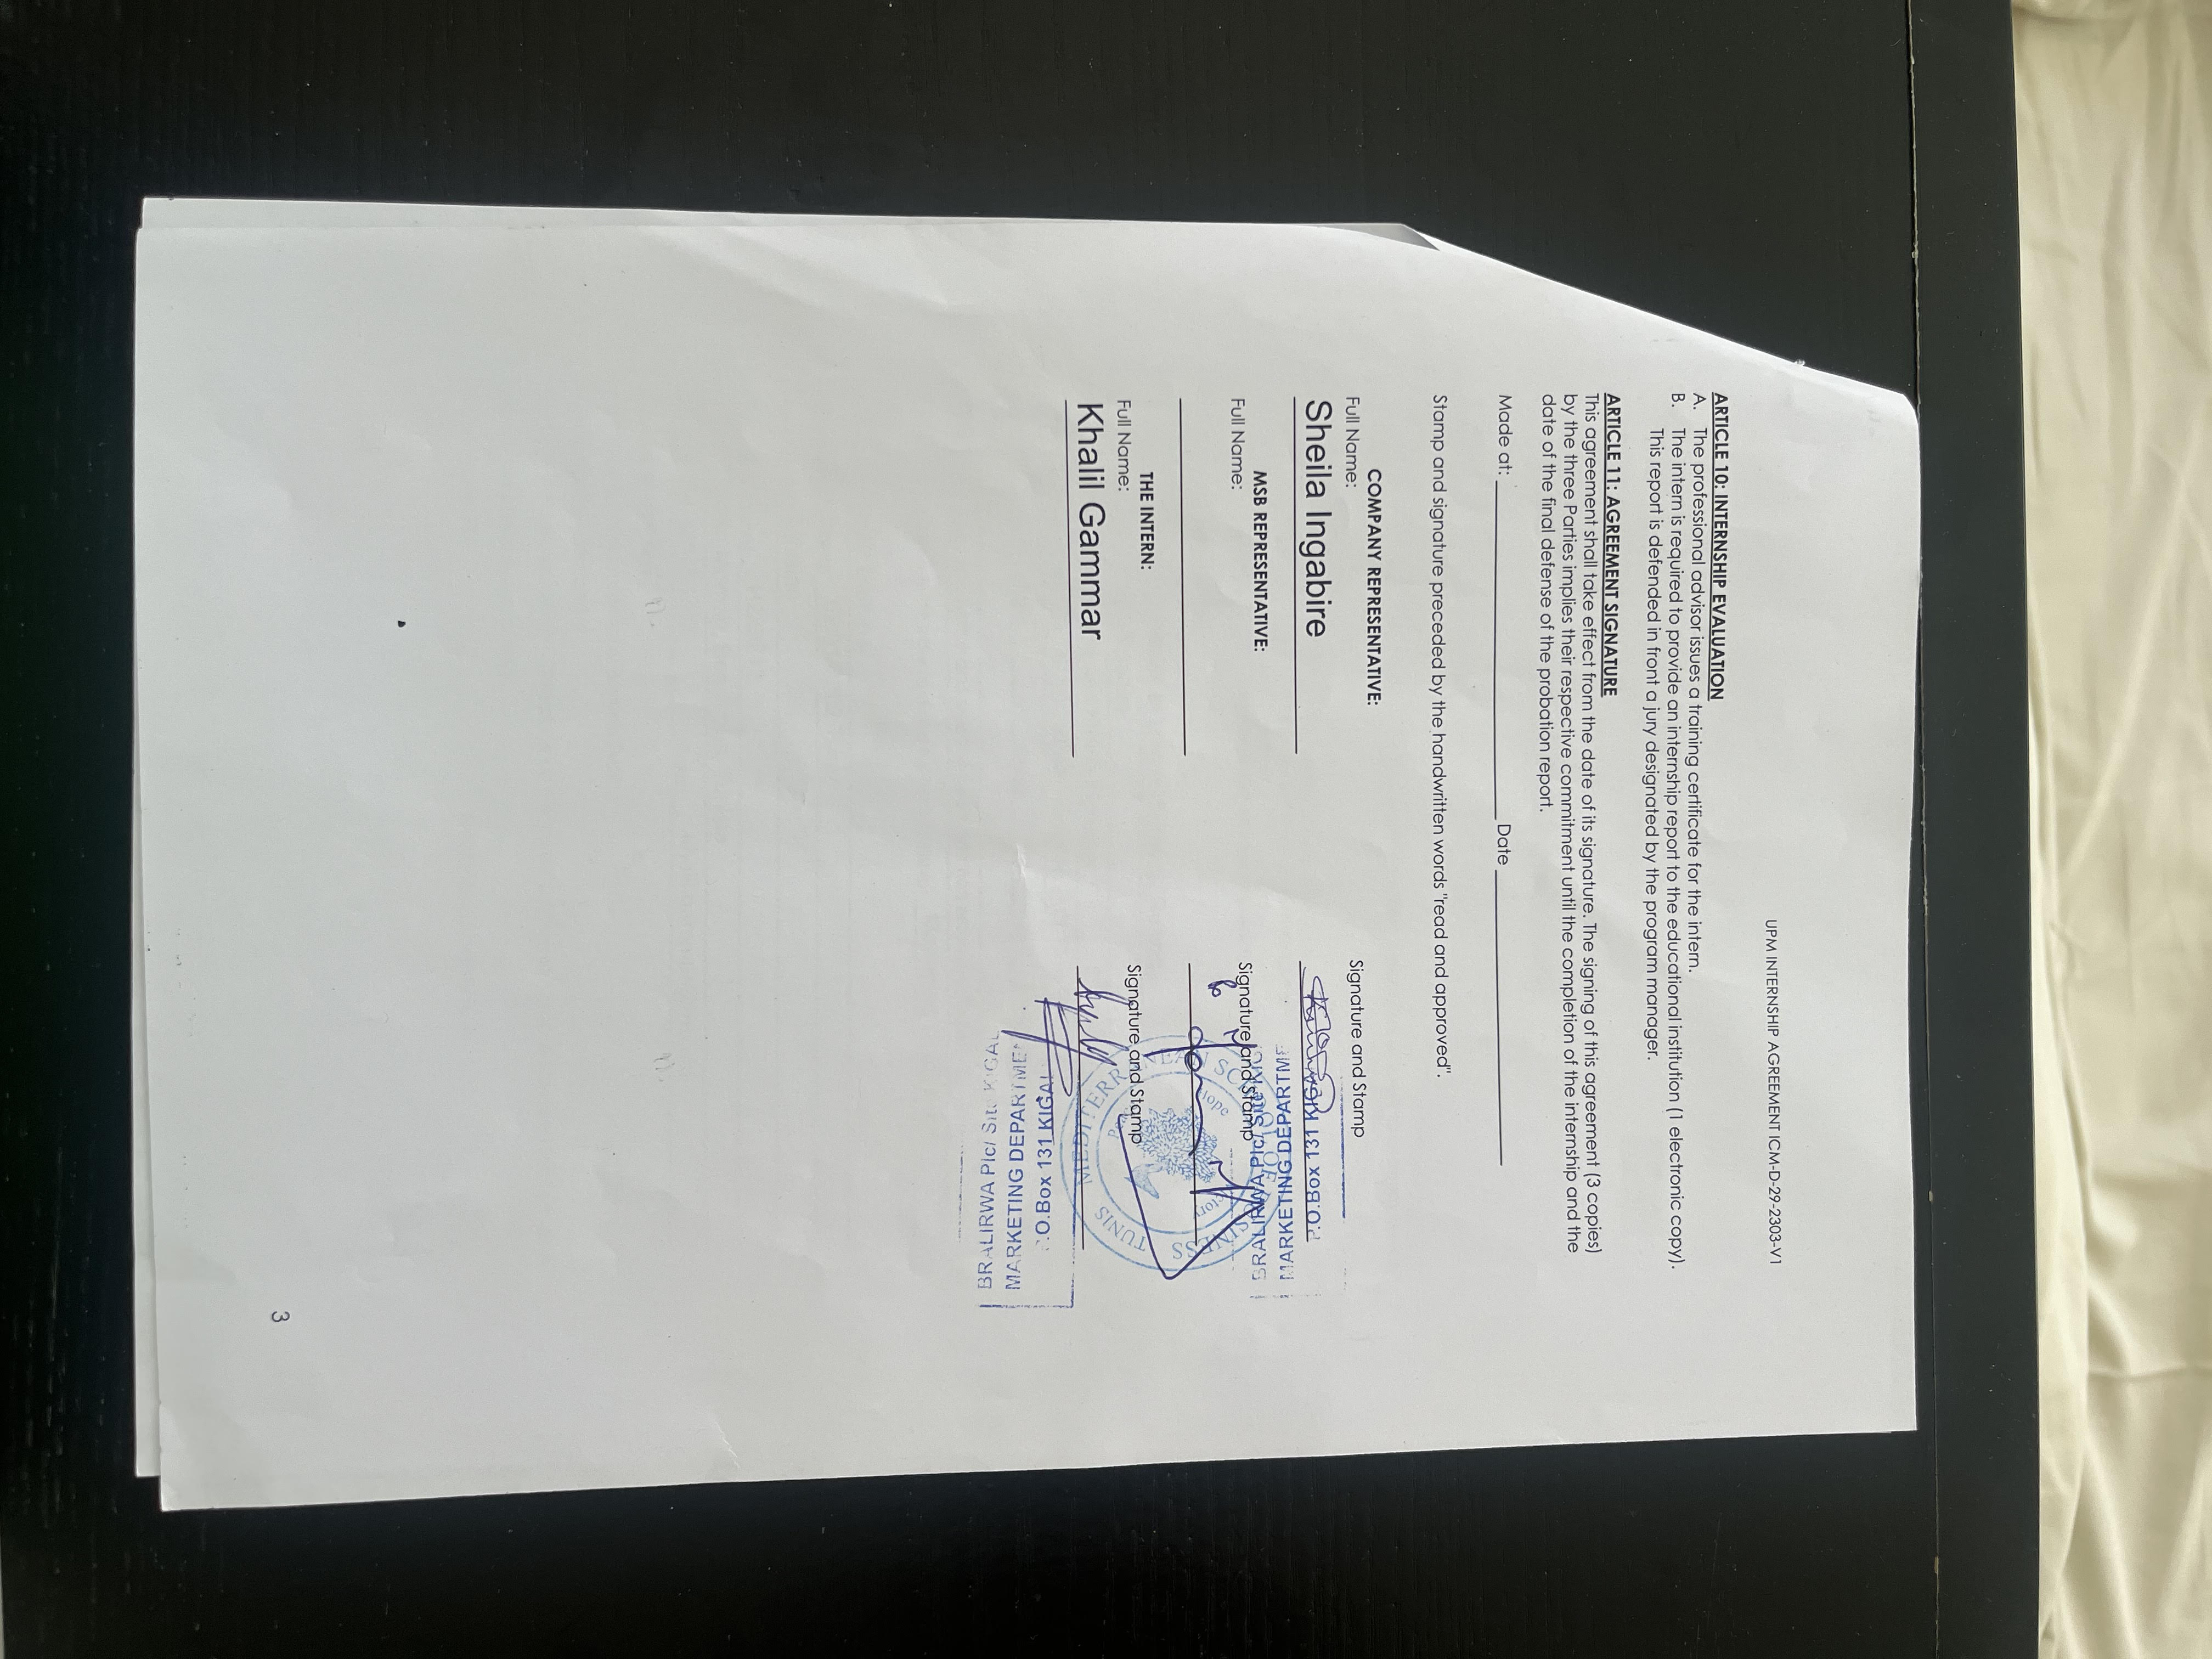 UPM INTERNSHIP AGREEMENT ICM-D-29-2303-V1
ARTICLE 10: INTERNSHIP EVALUATION
A. The professional advisor issues a training certificate for the intern.
B. The intern is required to provide an internship report to the educational institution (1 electronic copy).
This report is defended in front a jury designated by the program manager.
ARTICLE 11: AGREEMENT SIGNATURE
This agreement shall take effect from the date of its signature. The signing of this agreement (3 copies)
by the three Parties implies their respective commitment until the completion of the internship and the
date of the final defense of the probation report.
Made at: Date
Stamp and signature preceded by the handwritten words "read and approved".
COMPANY REPRESENTATIVE:
Full Name: Signature and Stamp
Sheila Ingabire
P.O.Box 131 KIGA
MARKETING DEPARTME
BRALIRWA Plc/ Site
MSB REPRESENTATIVE:
Full Name: Signature and Stamp
MEDITERRANEAN SCHOOL OF BUSINESS
TUNIS
THE INTERN:
Full Name: Signature and Stamp
Khalil Gammar
P.O.Box 131 KIGAL
MARKETING DEPARTMEN
BRALIRWA Plc/ Site KIGAL
3